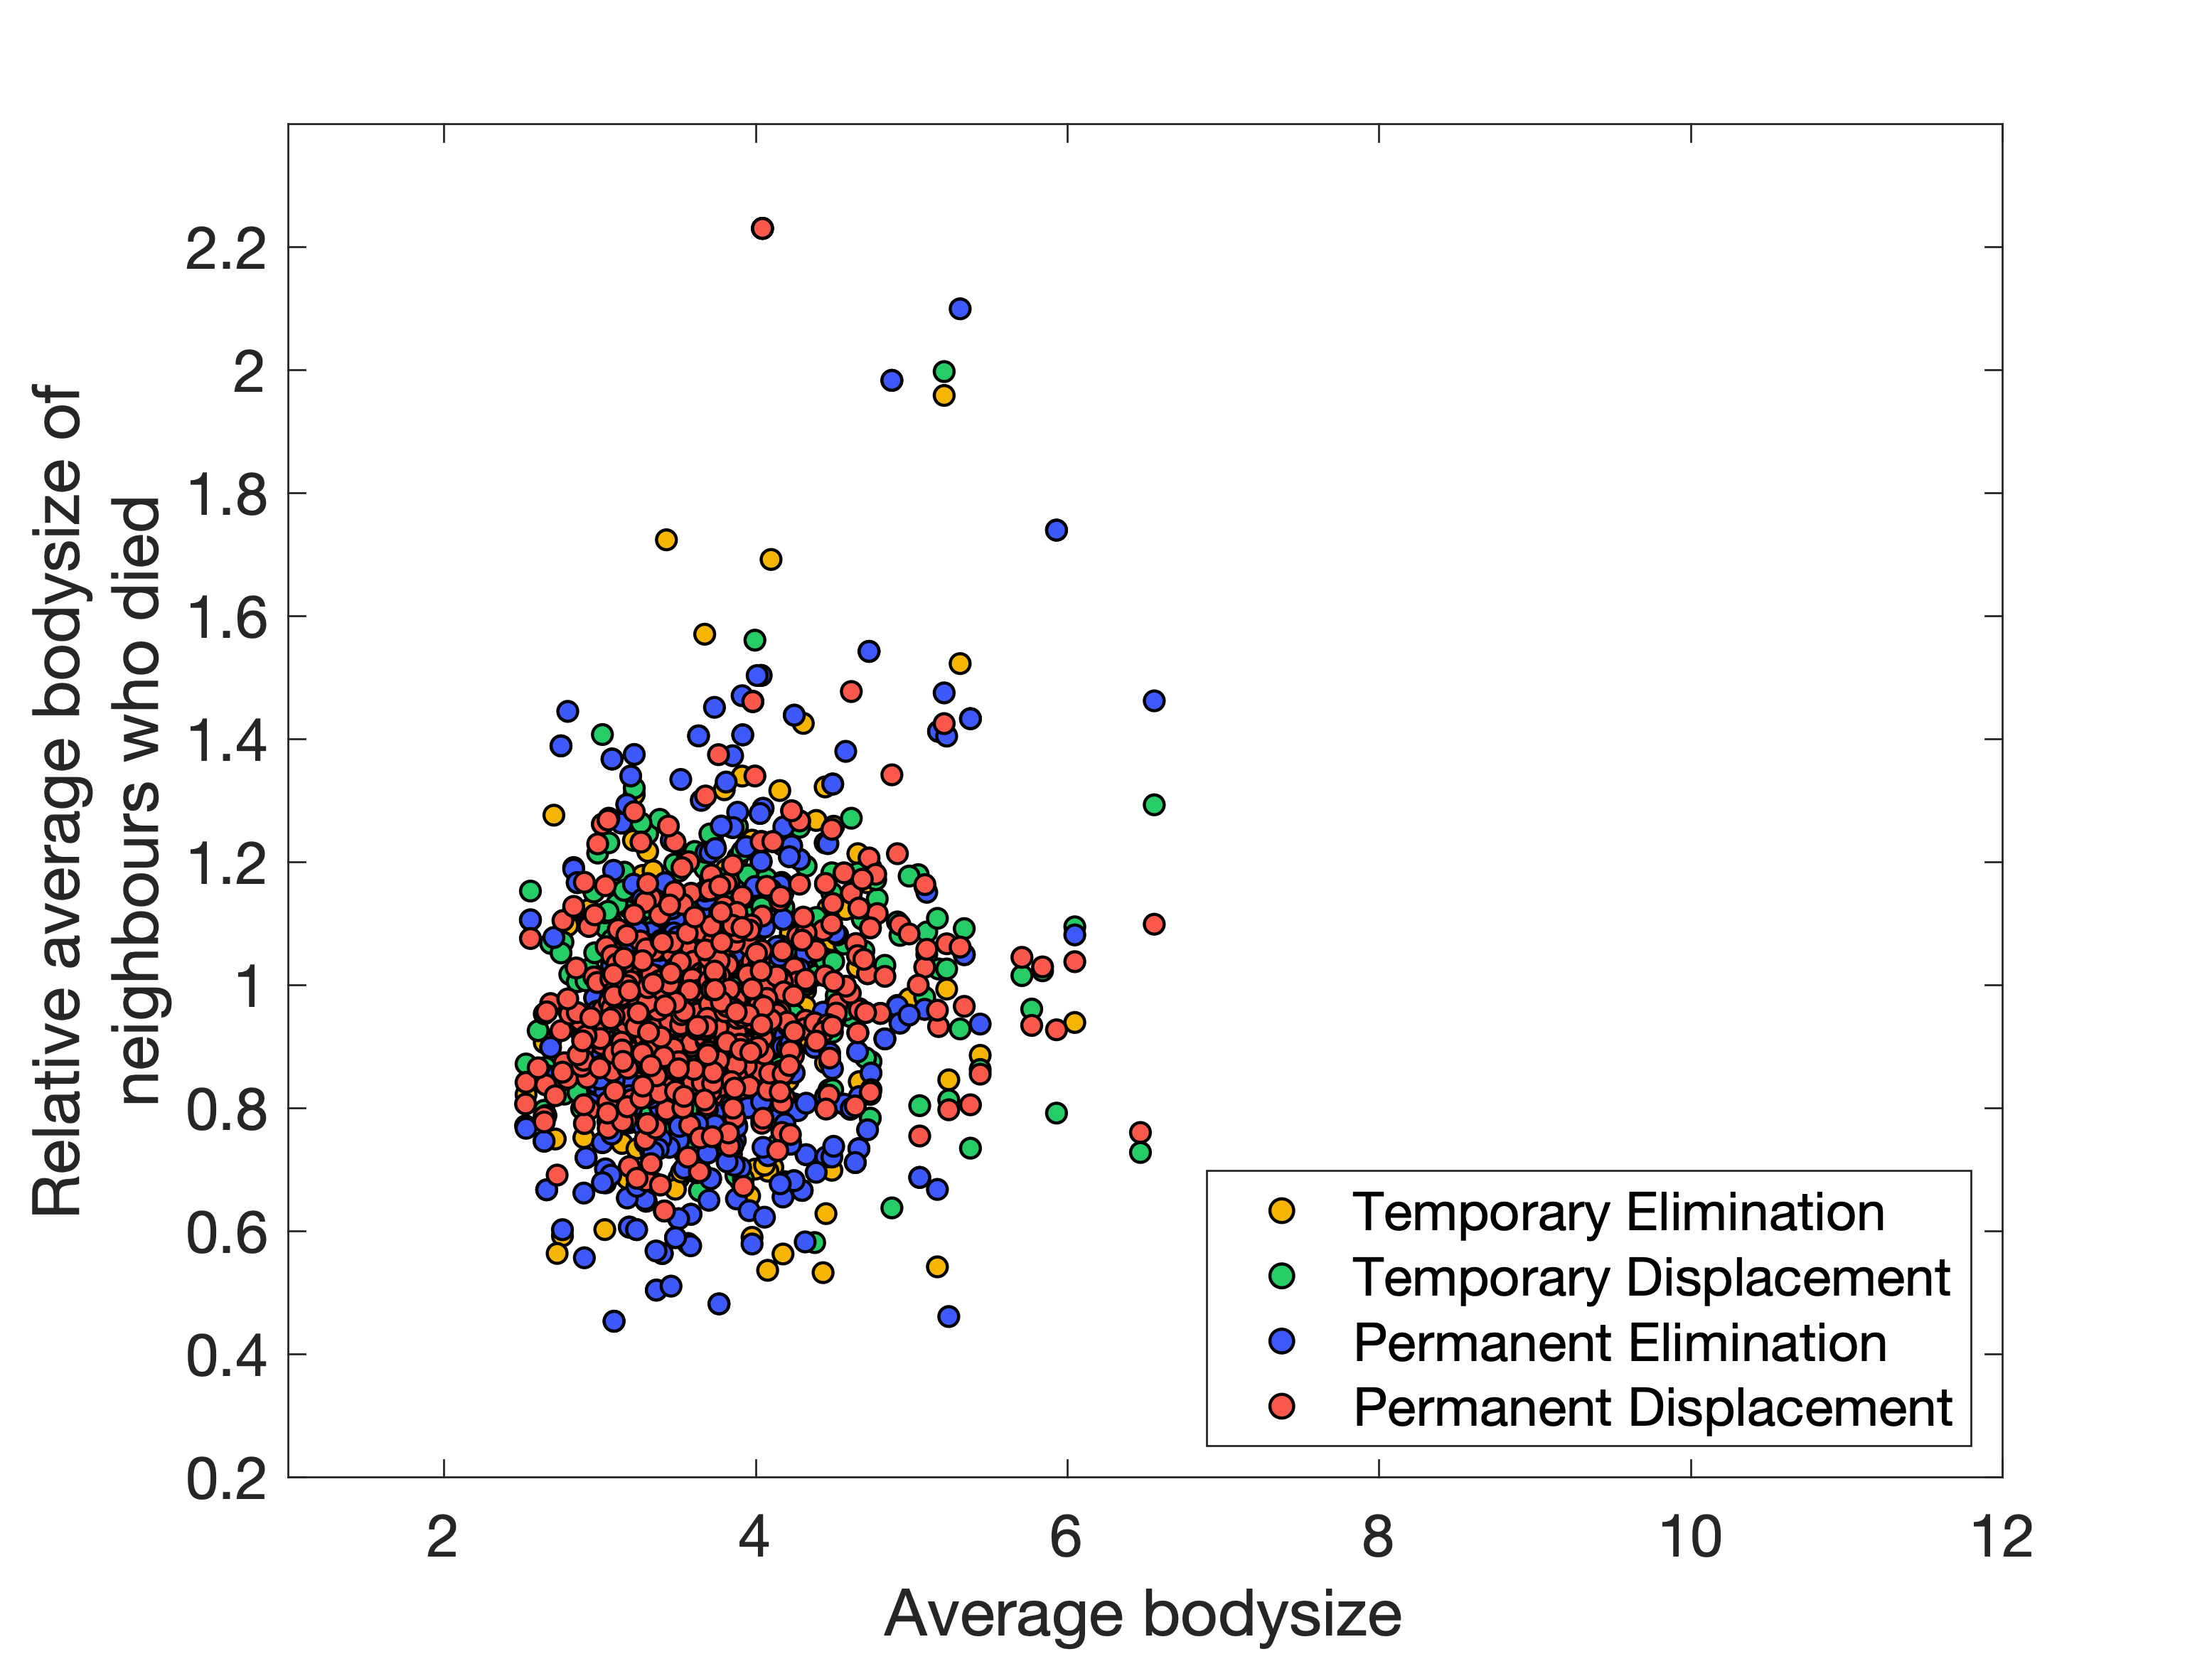 Relative average bodysize of
neighbours who died
2.2
2
1.8
1.6
1.4
1.2
1
0.8
0.6
0.4
0.2
Temporary Elimination
Temporary Displacement
Permanent Elimination
Permanent Displacement
2 4 6 8 10 12
Average bodysize